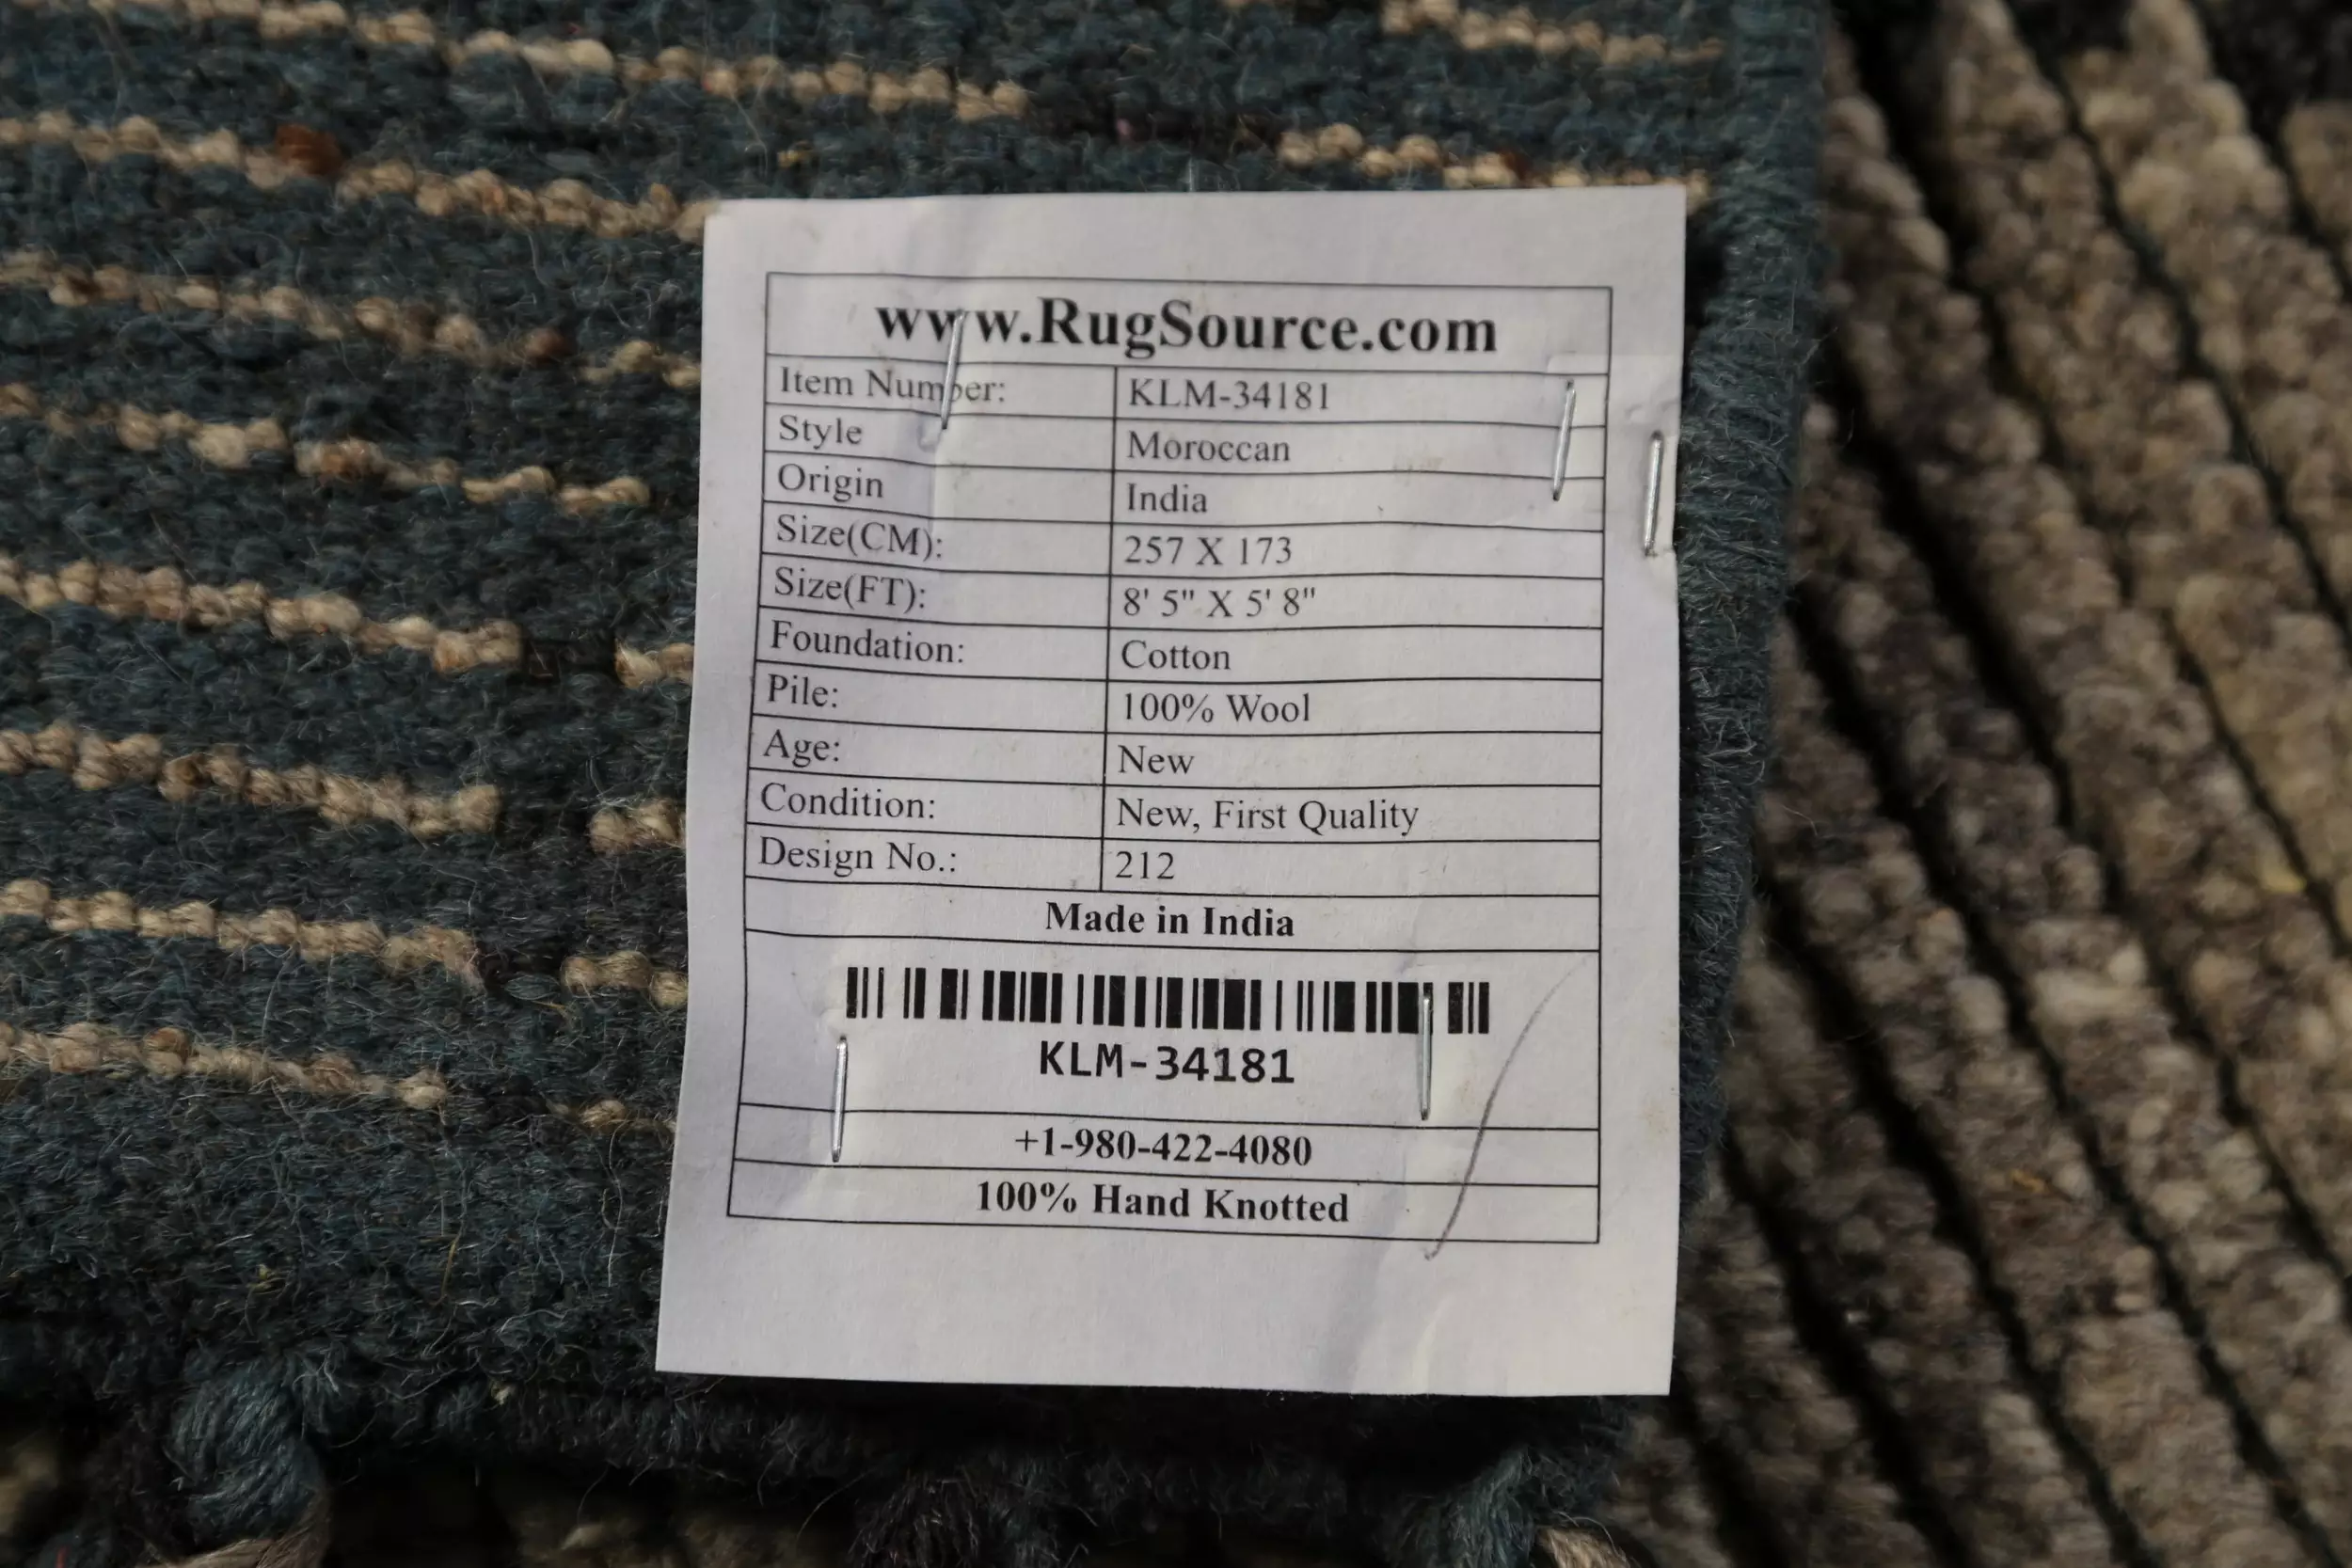 www.RugSource.com
Item Number: KLM-34181
Style Moroccan
Origin India
Size(CM): 257 X 173
Size(FT): 8' 5" X 5' 8"
Foundation: Cotton
Pile: 100% Wool
Age: New
Condition: New, First Quality
Design No.: 212
Made in India
KLM-34181
+1-980-422-4080
100% Hand Knotted